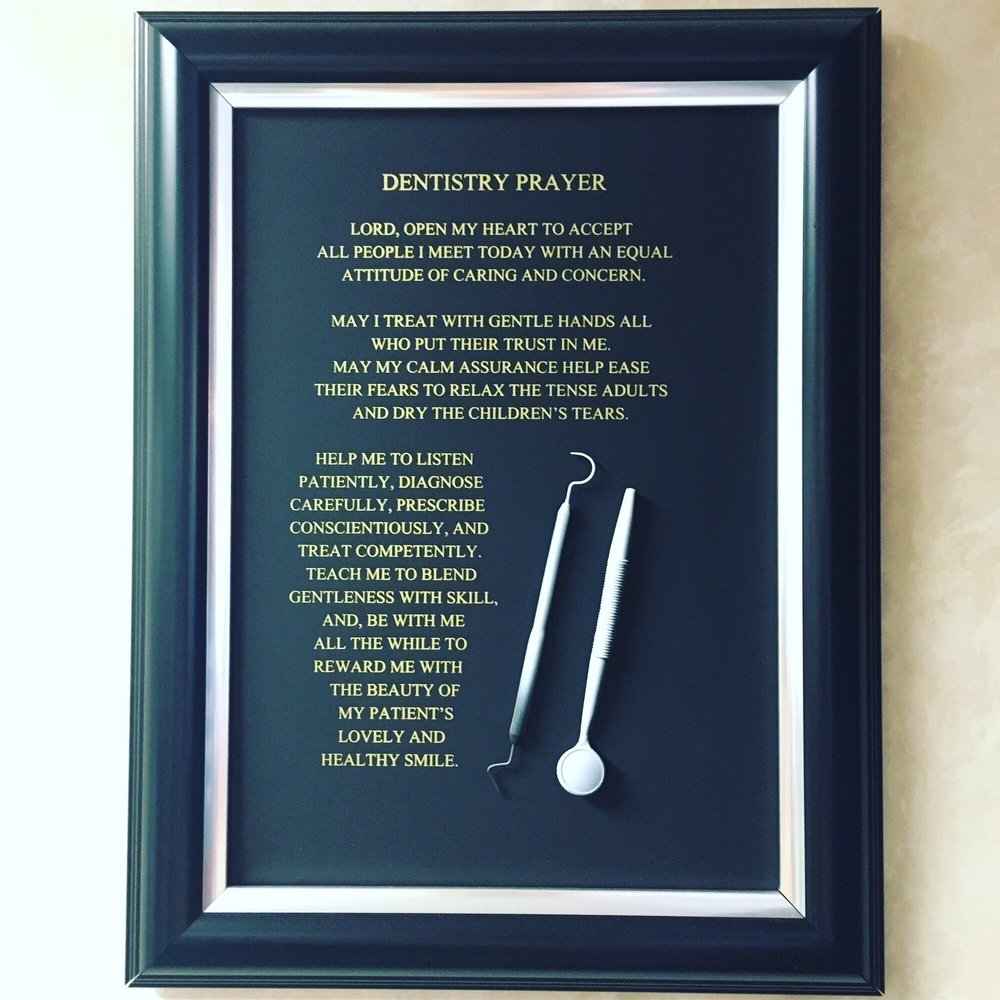 DENTISTRY PRAYER
LORD, OPEN MY HEART TO ACCEPT
ALL PEOPLE I MEET TODAY WITH AN EQUAL
ATTITUDE OF CARING AND CONCERN.
MAY I TREAT WITH GENTLE HANDS ALL
WHO PUT THEIR TRUST IN ME.
MAY MY CALM ASSURANCE HELP EASE
THEIR FEARS TO RELAX THE TENSE ADULTS
AND DRY THE CHILDREN'S TEARS.
HELP ME TO LISTEN
PATIENTLY, DIAGNOSE
CAREFULLY, PRESCRIBE
CONSCIENTIOUSLY, AND
TREAT COMPETENTLY.
TEACH ME TO BLEND
GENTLENESS WITH SKILL,
AND, BE WITH ME
ALL THE WHILE TO
REWARD ME WITH
THE BEAUTY OF
MY PATIENT'S
LOVELY AND
HEALTHY SMILE.